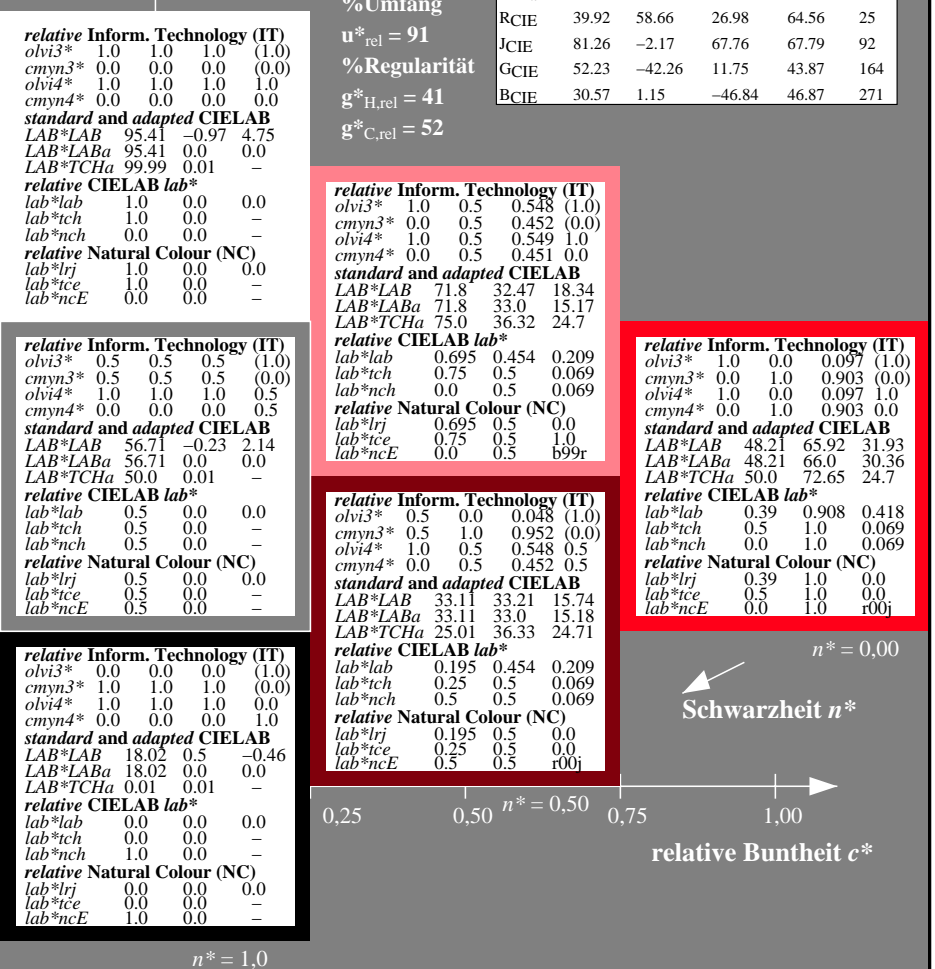 %Umfang
u*rel = 91
%Regularität
g*H,rel = 41
g*C,rel = 52
RCIE 39.92 58.66 26.98 64.56 25
JCIE 81.26 −2.17 67.76 67.79 92
GCIE 52.23 −42.26 11.75 43.87 164
BCIE 30.57 1.15 −46.84 46.87 271
relative Inform. Technology (IT)
olvi3* 1.0 1.0 1.0 (1.0)
cmyn3* 0.0 0.0 0.0 (0.0)
olvi4* 1.0 1.0 1.0 1.0
cmyn4* 0.0 0.0 0.0 0.0
standard and adapted CIELAB
LAB*LAB 95.41 −0.97 4.75
LAB*LABa 95.41 0.0 0.0
LAB*TCHa 99.99 0.01 –
relative CIELAB lab*
lab*lab 1.0 0.0 0.0
lab*tch 1.0 0.0 –
lab*nch 0.0 0.0 –
relative Natural Colour (NC)
lab*lrj 1.0 0.0 0.0
lab*tce 1.0 0.0 –
lab*ncE 0.0 0.0 –
relative Inform. Technology (IT)
olvi3* 1.0 0.5 0.548 (1.0)
cmyn3* 0.0 0.5 0.452 (0.0)
olvi4* 1.0 0.5 0.549 1.0
cmyn4* 0.0 0.5 0.451 0.0
standard and adapted CIELAB
LAB*LAB 71.8 32.47 18.34
LAB*LABa 71.8 33.0 15.17
LAB*TCHa 75.0 36.32 24.7
relative CIELAB lab*
lab*lab 0.695 0.454 0.209
lab*tch 0.75 0.5 0.069
lab*nch 0.0 0.5 0.069
relative Natural Colour (NC)
lab*lrj 0.695 0.5 0.0
lab*tce 0.75 0.5 1.0
lab*ncE 0.0 0.5 b99r
relative Inform. Technology (IT)
olvi3* 0.5 0.5 0.5 (1.0)
cmyn3* 0.5 0.5 0.5 (0.0)
olvi4* 1.0 1.0 1.0 0.5
cmyn4* 0.0 0.0 0.0 0.5
standard and adapted CIELAB
LAB*LAB 56.71 −0.23 2.14
LAB*LABa 56.71 0.0 0.0
LAB*TCHa 50.0 0.01 –
relative CIELAB lab*
lab*lab 0.5 0.0 0.0
lab*tch 0.5 0.0 –
lab*nch 0.5 0.0 –
relative Natural Colour (NC)
lab*lrj 0.5 0.0 0.0
lab*tce 0.5 0.0 –
lab*ncE 0.5 0.0 –
relative Inform. Technology (IT)
olvi3* 1.0 0.0 0.097 (1.0)
cmyn3* 0.0 1.0 0.903 (0.0)
olvi4* 1.0 0.0 0.097 1.0
cmyn4* 0.0 1.0 0.903 0.0
standard and adapted CIELAB
LAB*LAB 48.21 65.92 31.93
LAB*LABa 48.21 66.0 30.36
LAB*TCHa 50.0 72.65 24.7
relative CIELAB lab*
lab*lab 0.39 0.908 0.418
lab*tch 0.5 1.0 0.069
lab*nch 0.0 1.0 0.069
relative Natural Colour (NC)
lab*lrj 0.39 1.0 0.0
lab*tce 0.5 1.0 0.0
lab*ncE 0.0 1.0 r00j
relative Inform. Technology (IT)
olvi3* 0.5 0.0 0.048 (1.0)
cmyn3* 0.5 1.0 0.952 (0.0)
olvi4* 1.0 0.5 0.548 0.5
cmyn4* 0.0 0.5 0.452 0.5
standard and adapted CIELAB
LAB*LAB 33.11 33.21 15.74
LAB*LABa 33.11 33.0 15.18
LAB*TCHa 25.01 36.33 24.71
relative CIELAB lab*
lab*lab 0.195 0.454 0.209
lab*tch 0.25 0.5 0.069
lab*nch 0.5 0.5 0.069
relative Natural Colour (NC)
lab*lrj 0.195 0.5 0.0
lab*tce 0.25 0.5 0.0
lab*ncE 0.5 0.5 r00j
relative Inform. Technology (IT)
olvi3* 0.0 0.0 0.0 (1.0)
cmyn3* 1.0 1.0 1.0 (0.0)
olvi4* 1.0 1.0 1.0 0.0
cmyn4* 0.0 0.0 0.0 1.0
standard and adapted CIELAB
LAB*LAB 18.02 0.5 −0.46
LAB*LABa 18.02 0.0 0.0
LAB*TCHa 0.01 0.01 –
relative CIELAB lab*
lab*lab 0.0 0.0 0.0
lab*tch 0.0 0.0 –
lab*nch 1.0 0.0 –
relative Natural Colour (NC)
lab*lrj 0.0 0.0 0.0
lab*tce 0.0 0.0 –
lab*ncE 1.0 0.0 –
n* = 0,00
Schwarzheit n*
n* = 0,50
0,25 0,50 0,75 1,00
relative Buntheit c*
n* = 1,0